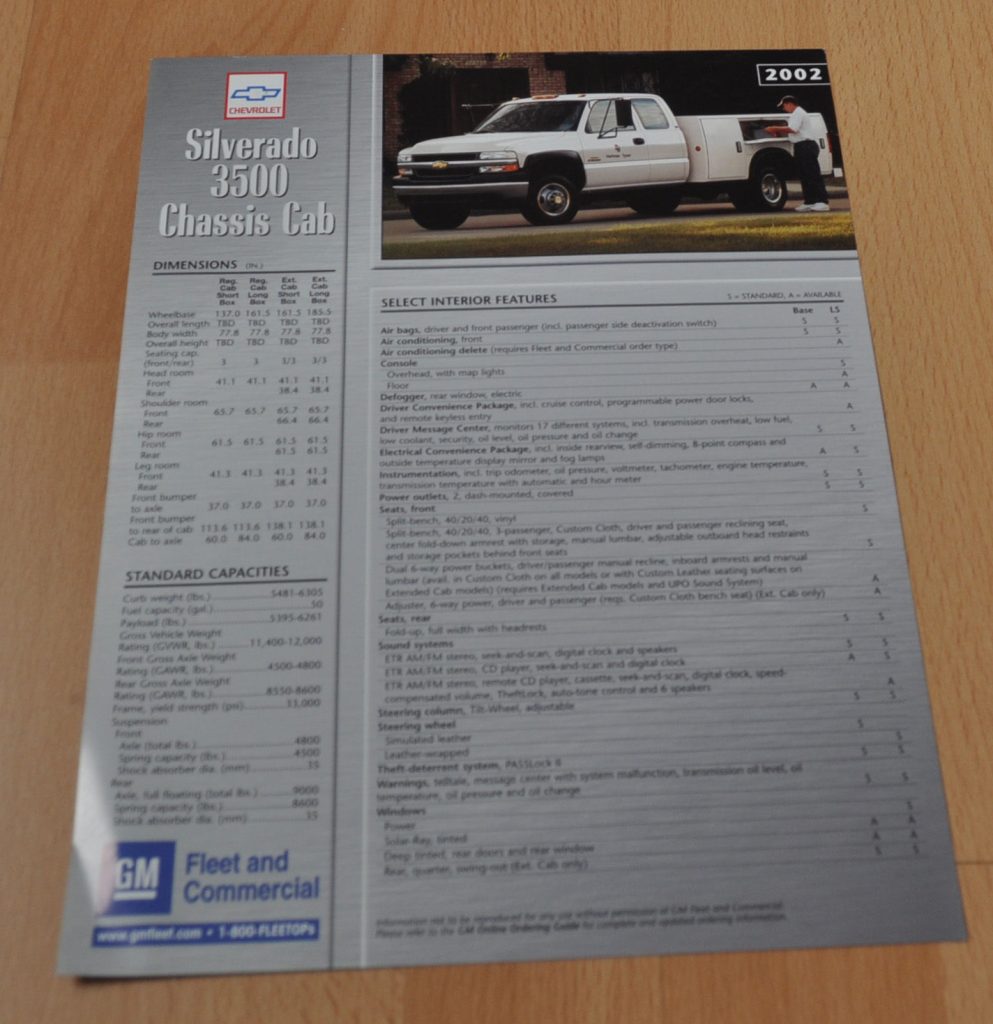 CHEVROLET
Silverado
3500
Chassis Cab
2002
DIMENSIONS (IN.)
Reg. Cab Short Box Reg. Cab Long Box Ext. Cab Short Box Ext. Cab Long Box
Wheelbase 137.0 161.5 161.5 185.5
Overall length TBD TBD TBD TBD
Body width 77.8 77.8 77.8 77.8
Overall height TBD TBD TBD TBD
Seating cap.
(front/rear) 3 3 3/3 3/3
Head room
Front 41.1 41.1 41.1 41.1
Rear 38.4 38.4
Shoulder room
Front 65.7 65.7 65.7 65.7
Rear 66.4 66.4
Hip room
Front 61.5 61.5 61.5 61.5
Rear 61.5 61.5
Leg room
Front 41.3 41.3 41.3 41.3
Rear 38.4 38.4
Front bumper
to axle 37.0 37.0 37.0 37.0
Front bumper
to rear of cab 113.6 113.6 138.1 138.1
Cab to axle 60.0 84.0 60.0 84.0
STANDARD CAPACITIES
Curb weight (lbs.) 5481-6305
Fuel capacity (gal.) 50
Payload (lbs.) 5395-6261
Gross Vehicle Weight
Rating (GVWR, lbs.) 11,400-12,000
Front Gross Axle Weight
Rating (GAWR, lbs.) 4500-4800
Rear Gross Axle Weight
Rating (GAWR, lbs.) 8550-8600
Frame, yield strength (psi)
Suspension
Front
Axle (total lbs.) 4800
Spring capacity (lbs.) 4500
Shock absorber dia. (mm) 35
Rear
Axle, full floating (total lbs.) 9000
Spring capacity (lbs.) 8600
Shock absorber dia. (mm) 35
GM
Fleet and
Commercial
www.gmfleet.com • 1-800-FLEETOPs
SELECT INTERIOR FEATURES S = STANDARD, A = AVAILABLE
Base LS
Air bags, driver and front passenger (incl. passenger side deactivation switch) S S
Air conditioning, front S S
Air conditioning delete (requires Fleet and Commercial order type) A
Console
Overhead, with map lights S
Floor A
Defogger, rear window, electric A A
Driver Convenience Package, incl. cruise control, programmable power door locks,
and remote keyless entry A
Driver Message Center, monitors 17 different systems, incl. transmission overheat, low fuel,
low coolant, security, oil level, oil pressure and oil change S S
Electrical Convenience Package, incl. inside rearview, self-dimming, 8-point compass and
outside temperature display mirror and fog lamps A S
Instrumentation, incl. trip odometer, oil pressure, voltmeter, tachometer, engine temperature,
transmission temperature with automatic and hour meter S S
Power outlets, 2, dash-mounted, covered S S
Seats, front
Split-bench, 40/20/40, vinyl S
Split-bench, 40/20/40, 3-passenger, Custom Cloth, driver and passenger reclining seat,
center fold-down armrest with storage, manual lumbar, adjustable outboard head restraints
and storage pockets behind front seats S
Dual 6-way power buckets, driver/passenger manual recline, inboard armrests and manual
lumbar (avail. in Custom Cloth on all models or with Custom Leather seating surfaces on
Extended Cab models) (requires Extended Cab models and UPO Sound System) A
Adjuster, 6-way power, driver and passenger (reqs. Custom Cloth bench seat) (Ext. Cab only) A
Seats, rear
Fold-up, full width with headrests S S
Sound systems
ETR AM/FM stereo, seek-and-scan, digital clock and speakers S S
ETR AM/FM stereo, CD player, seek-and-scan and digital clock A S
ETR AM/FM stereo, remote CD player, cassette, seek-and-scan, digital clock, speed-
compensated volume, TheftLock, auto-tone control and 6 speakers A
Steering column, Tilt-Wheel, adjustable S S
Steering wheel
Simulated leather S
Leather-wrapped S
Theft-deterrent system, PASSLock II S S
Warnings, telltale, message center with system malfunction, transmission oil level, oil
temperature, oil pressure and oil change S S
Windows
Power S
Solar-Ray, tinted A A
Deep tinted, rear doors and rear window A A
Rear, quarter, swing-out (Ext. Cab only) S S
Information not to be reproduced for any use without permission of GM Fleet and Commercial.
Please refer to the GM Online Ordering Guide for complete and updated ordering information.